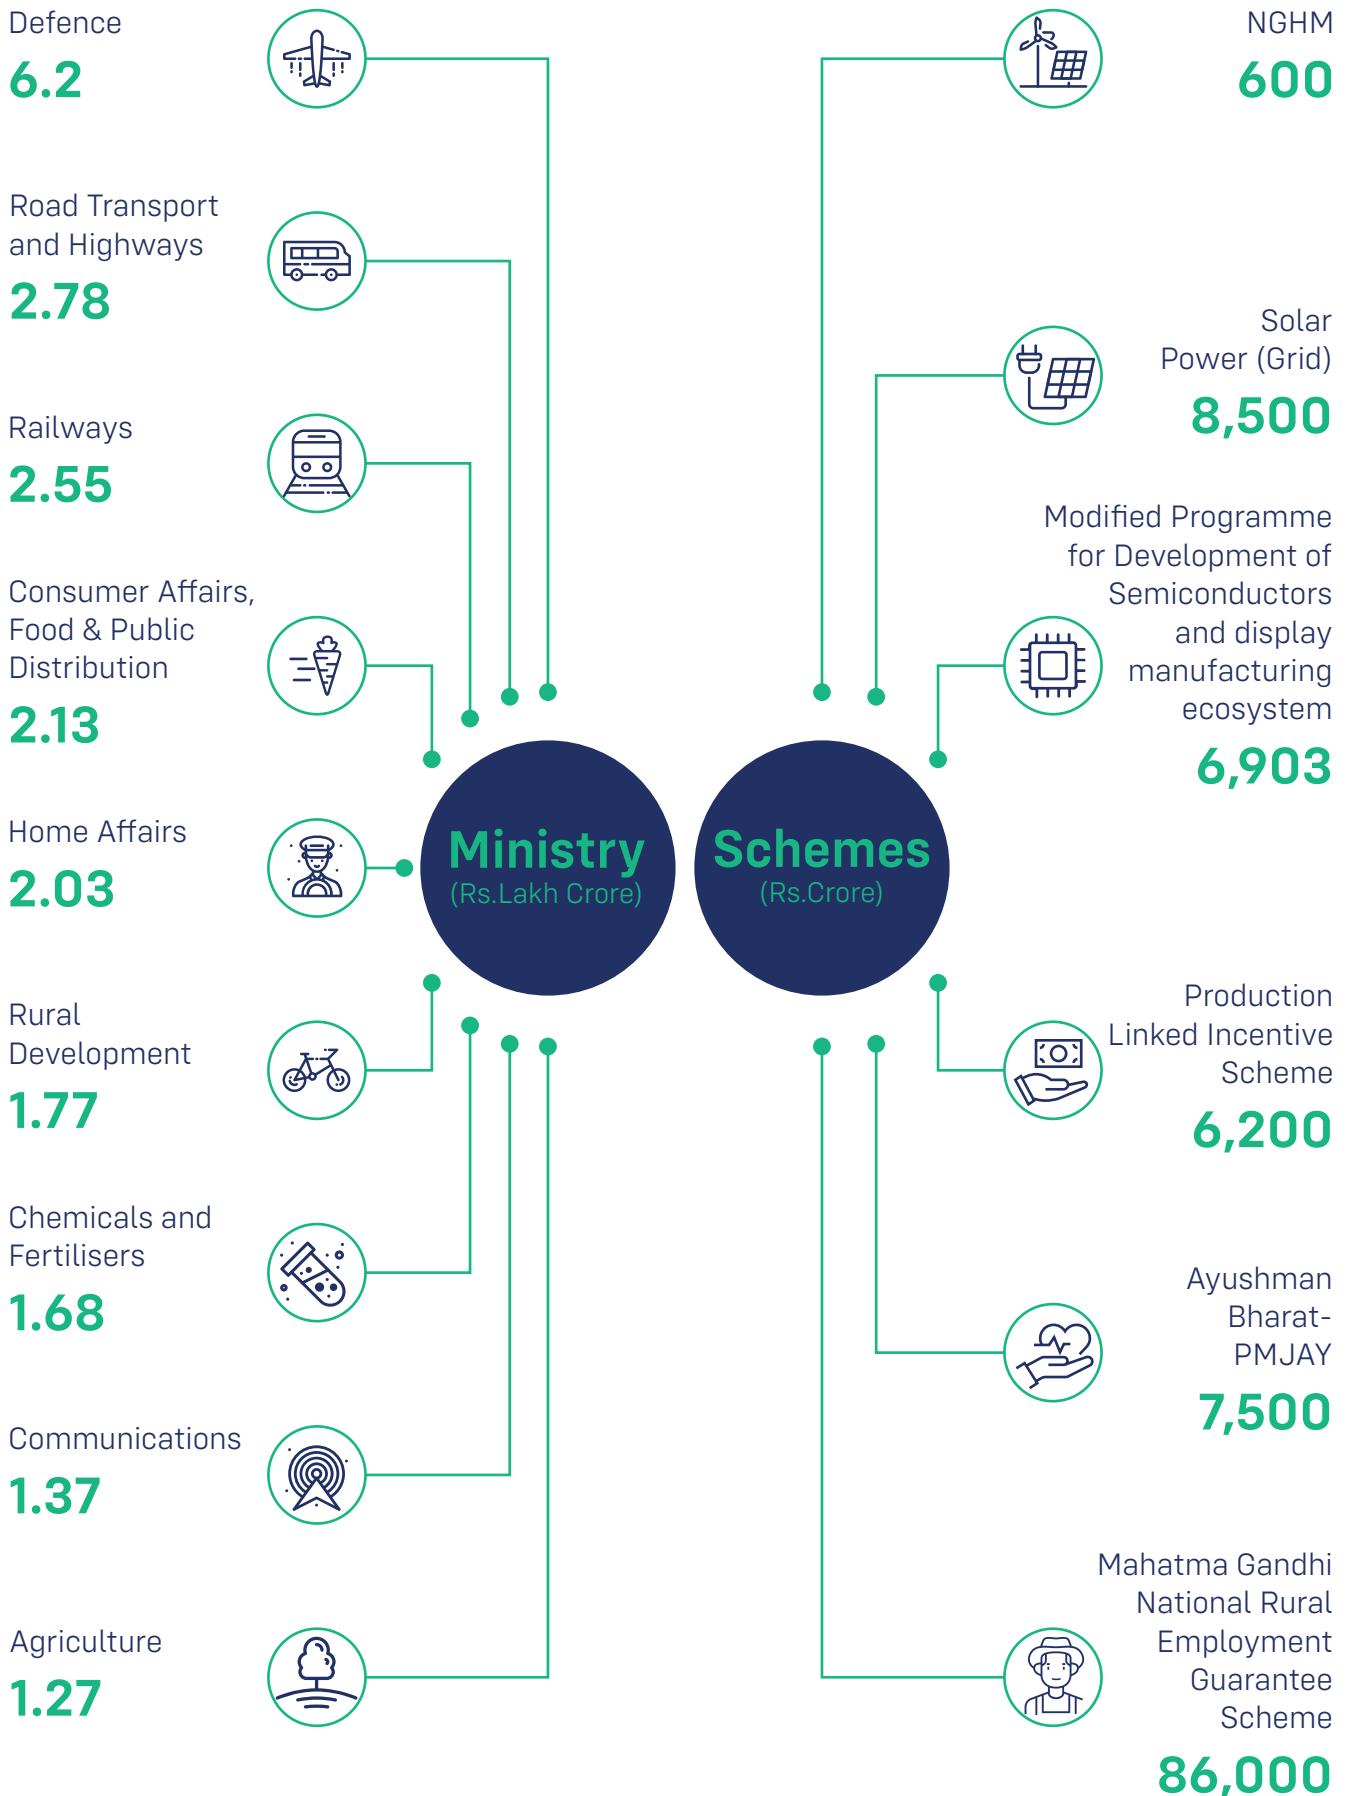 Defence
6.2
Road Transport
and Highways
2.78
Railways
2.55
Consumer Affairs,
Food & Public
Distribution
2.13
Home Affairs
2.03
Rural
Development
1.77
Chemicals and
Fertilisers
1.68
Communications
1.37
Agriculture
1.27
Ministry
(Rs.Lakh Crore)
Schemes
(Rs.Crore)
NGHM
600
Solar
Power (Grid)
8,500
Modified Programme
for Development of
Semiconductors
and display
manufacturing
ecosystem
6,903
Production
Linked Incentive
Scheme
6,200
Ayushman
Bharat-
PMJAY
7,500
Mahatma Gandhi
National Rural
Employment
Guarantee
Scheme
86,000